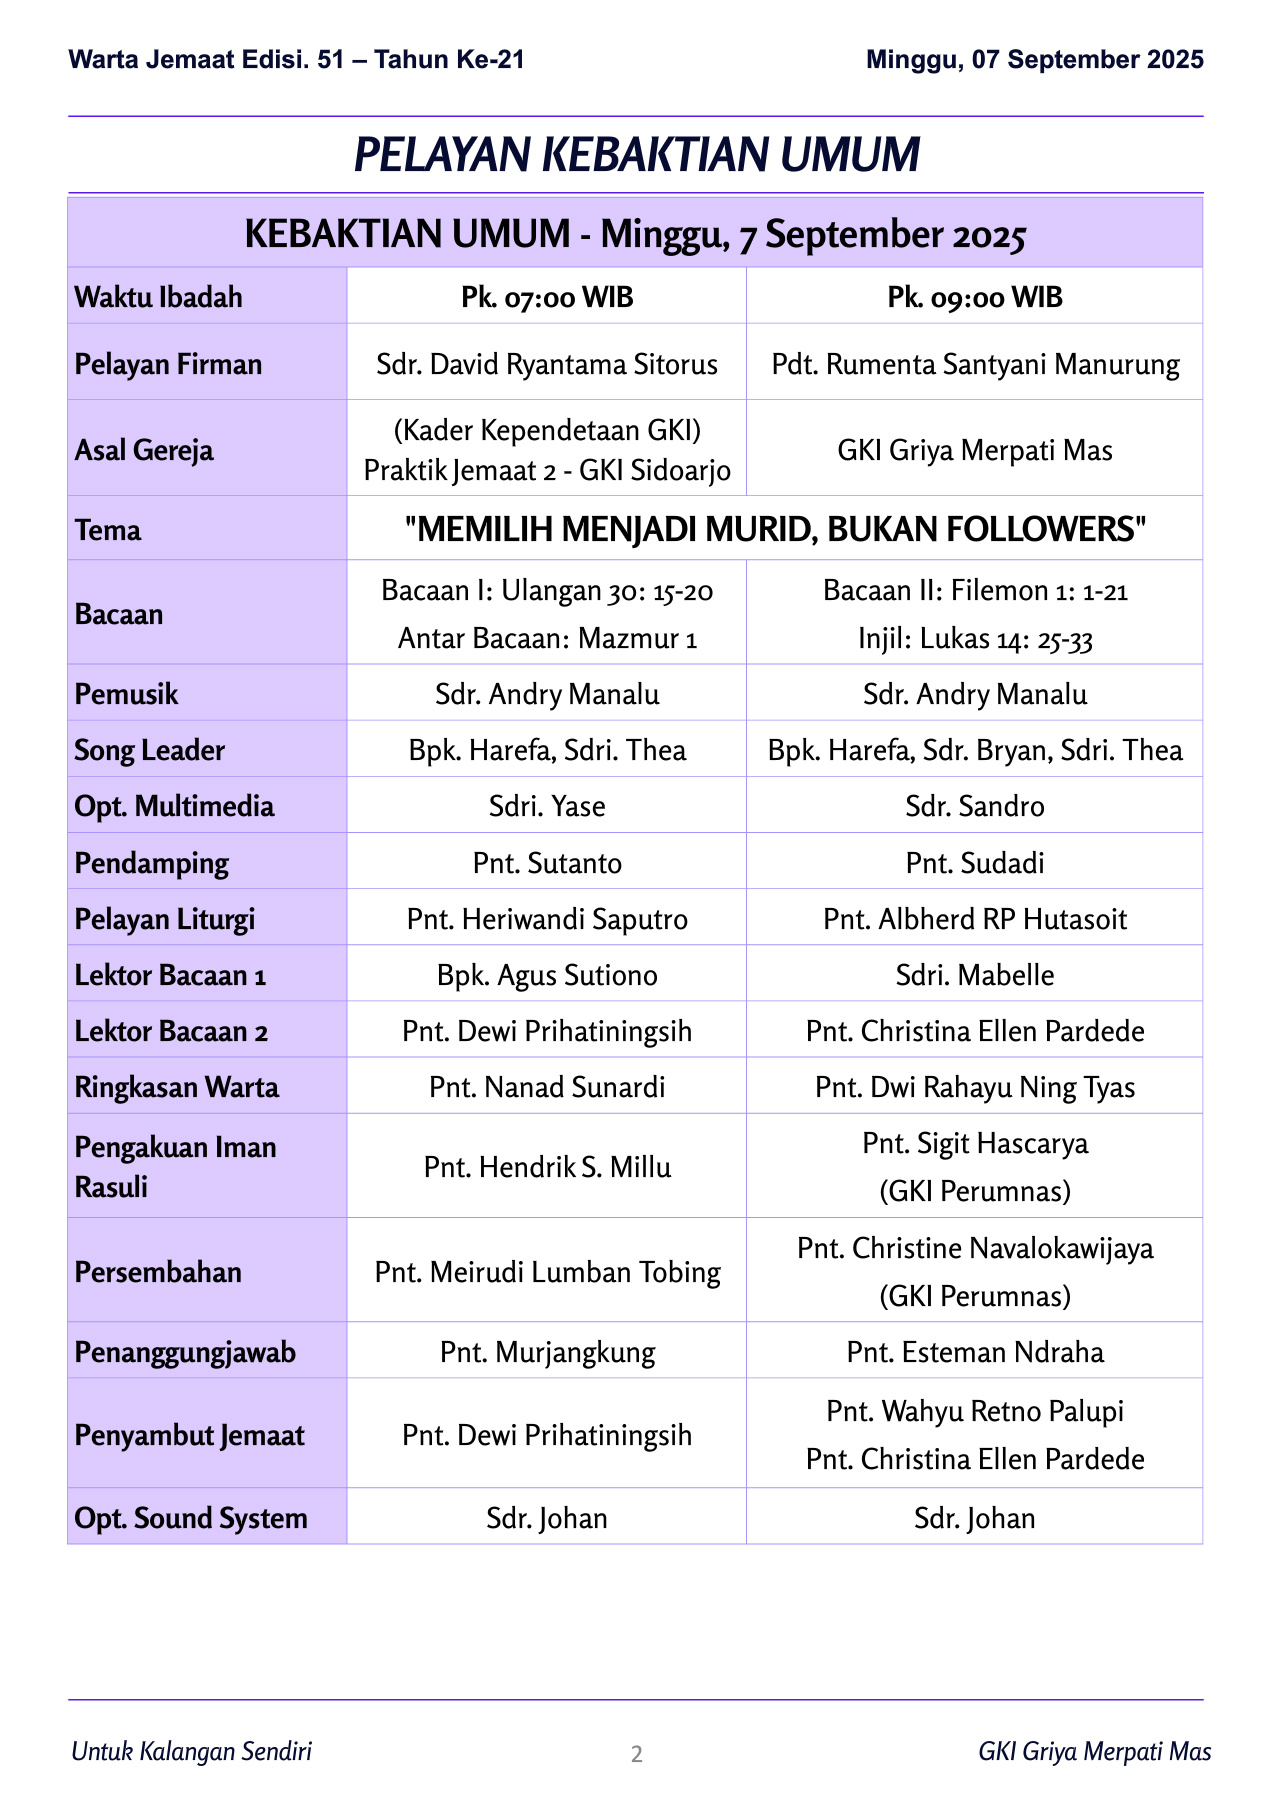 Warta Jemaat Edisi. 51 – Tahun Ke-21 Minggu, 07 September 2025
PELAYAN KEBAKTIAN UMUM
KEBAKTIAN UMUM - Minggu, 7 September 2025
Waktu Ibadah Pk. 07:00 WIB Pk. 09:00 WIB
Pelayan Firman Sdr. David Ryantama Sitorus Pdt. Rumenta Santyani Manurung
Asal Gereja (Kader Kependetaan GKI)
Praktik Jemaat 2 - GKI Sidoarjo GKI Griya Merpati Mas
Tema "MEMILIH MENJADI MURID, BUKAN FOLLOWERS"
Bacaan Bacaan I: Ulangan 30: 15-20 Bacaan II: Filemon 1: 1-21
Antar Bacaan: Mazmur 1 Injil: Lukas 14: 25-33
Pemusik Sdr. Andry Manalu Sdr. Andry Manalu
Song Leader Bpk. Harefa, Sdri. Thea Bpk. Harefa, Sdr. Bryan, Sdri. Thea
Opt. Multimedia Sdri. Yase Sdr. Sandro
Pendamping Pnt. Sutanto Pnt. Sudadi
Pelayan Liturgi Pnt. Heriwandi Saputro Pnt. Albherd RP Hutasoit
Lektor Bacaan 1 Bpk. Agus Sutiono Sdri. Mabelle
Lektor Bacaan 2 Pnt. Dewi Prihatiningsih Pnt. Christina Ellen Pardede
Ringkasan Warta Pnt. Nanad Sunardi Pnt. Dwi Rahayu Ning Tyas
Pengakuan Iman
Rasuli Pnt. Hendrik S. Millu Pnt. Sigit Hascarya
(GKI Perumnas)
Persembahan Pnt. Meirudi Lumban Tobing Pnt. Christine Navalokawijaya
(GKI Perumnas)
Penanggungjawab Pnt. Murjangkung Pnt. Esteman Ndraha
Penyambut Jemaat Pnt. Dewi Prihatiningsih Pnt. Wahyu Retno Palupi
Pnt. Christina Ellen Pardede
Opt. Sound System Sdr. Johan Sdr. Johan
Untuk Kalangan Sendiri 2 GKI Griya Merpati Mas